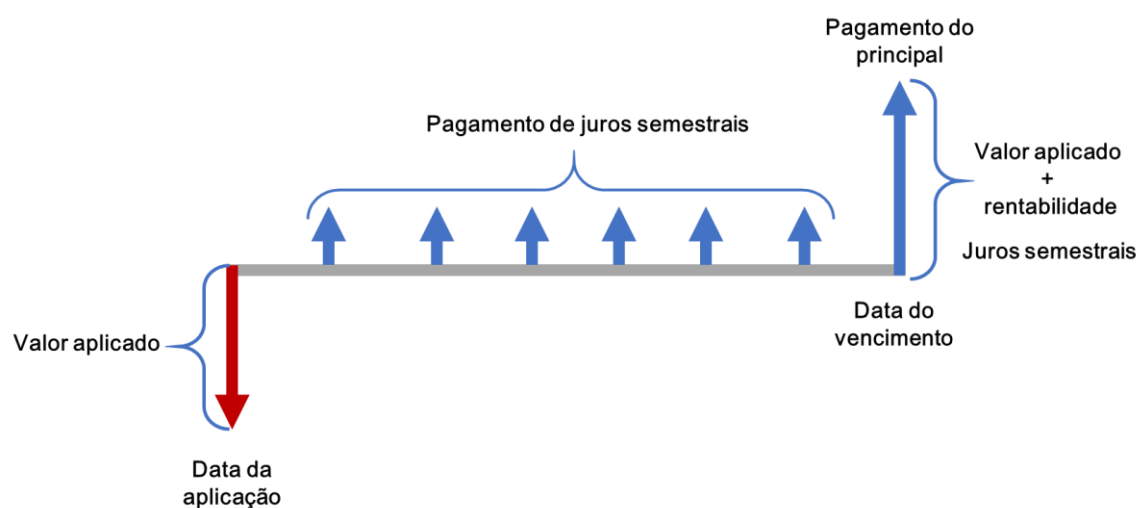 Pagamento do
principal
Pagamento de juros semestrais
Valor aplicado
+
rentabilidade
Juros semestrais
Data do
vencimento
Valor aplicado
Data da
aplicação